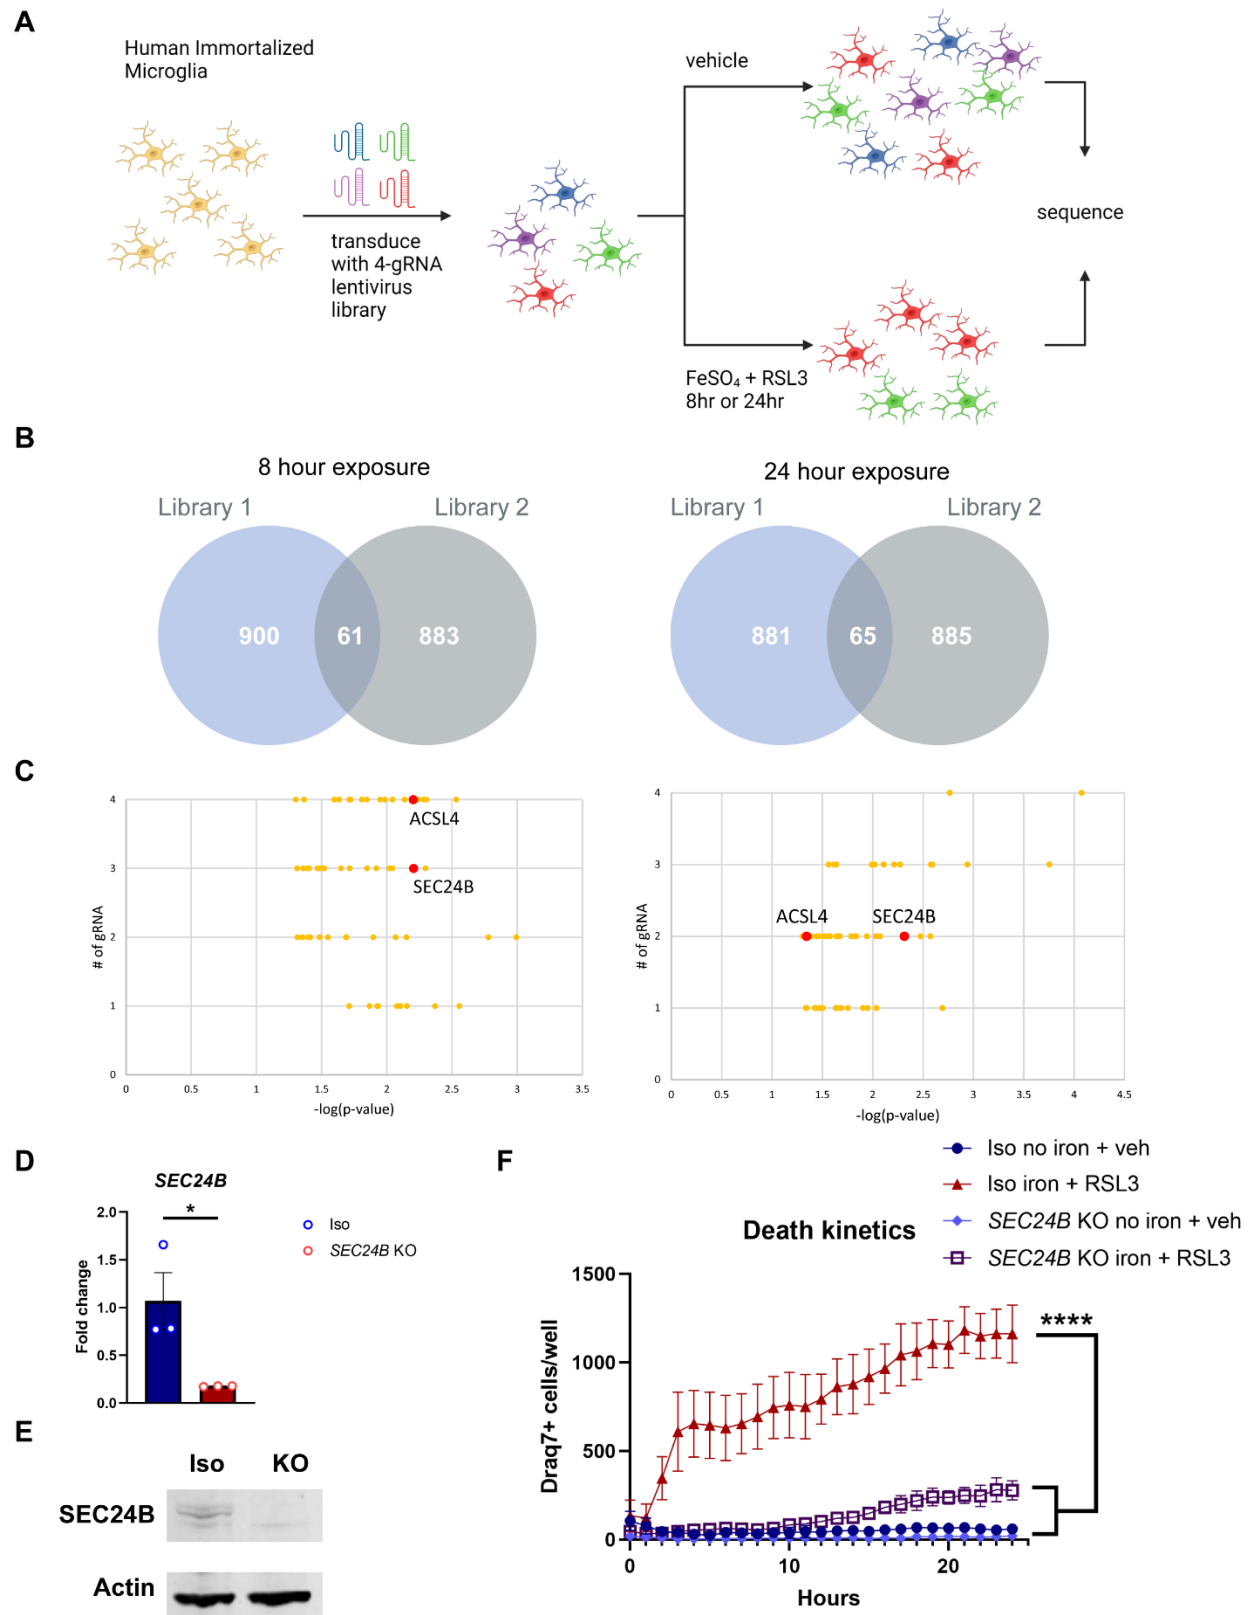 A
Human Immortalized
Microglia
transduce
with 4-gRNA
lentivirus
library
vehicle
FeSO₄ + RSL3
8hr or 24hr
sequence
B
8 hour exposure
Library 1
Library 2
900
61
883
24 hour exposure
Library 1
Library 2
881
65
885
C
# of gRNA
4
3
2
1
0
ACSL4
SEC24B
0
0.5
1
1.5
2
2.5
3
3.5
-log(p-value)
# of gRNA
4
3
2
1
0
ACSL4
SEC24B
0
0.5
1
1.5
2
2.5
3
3.5
4
4.5
-log(p-value)
D
SEC24B
Fold change
2.0
1.5
1.0
0.5
0.0
*
Iso
SEC24B KO
E
Iso
KO
SEC24B
Actin
F
Iso no iron + veh
Iso iron + RSL3
SEC24B KO no iron + veh
SEC24B KO iron + RSL3
Death kinetics
Draq7+ cells/well
1500
1000
500
0
****
0
10
20
Hours